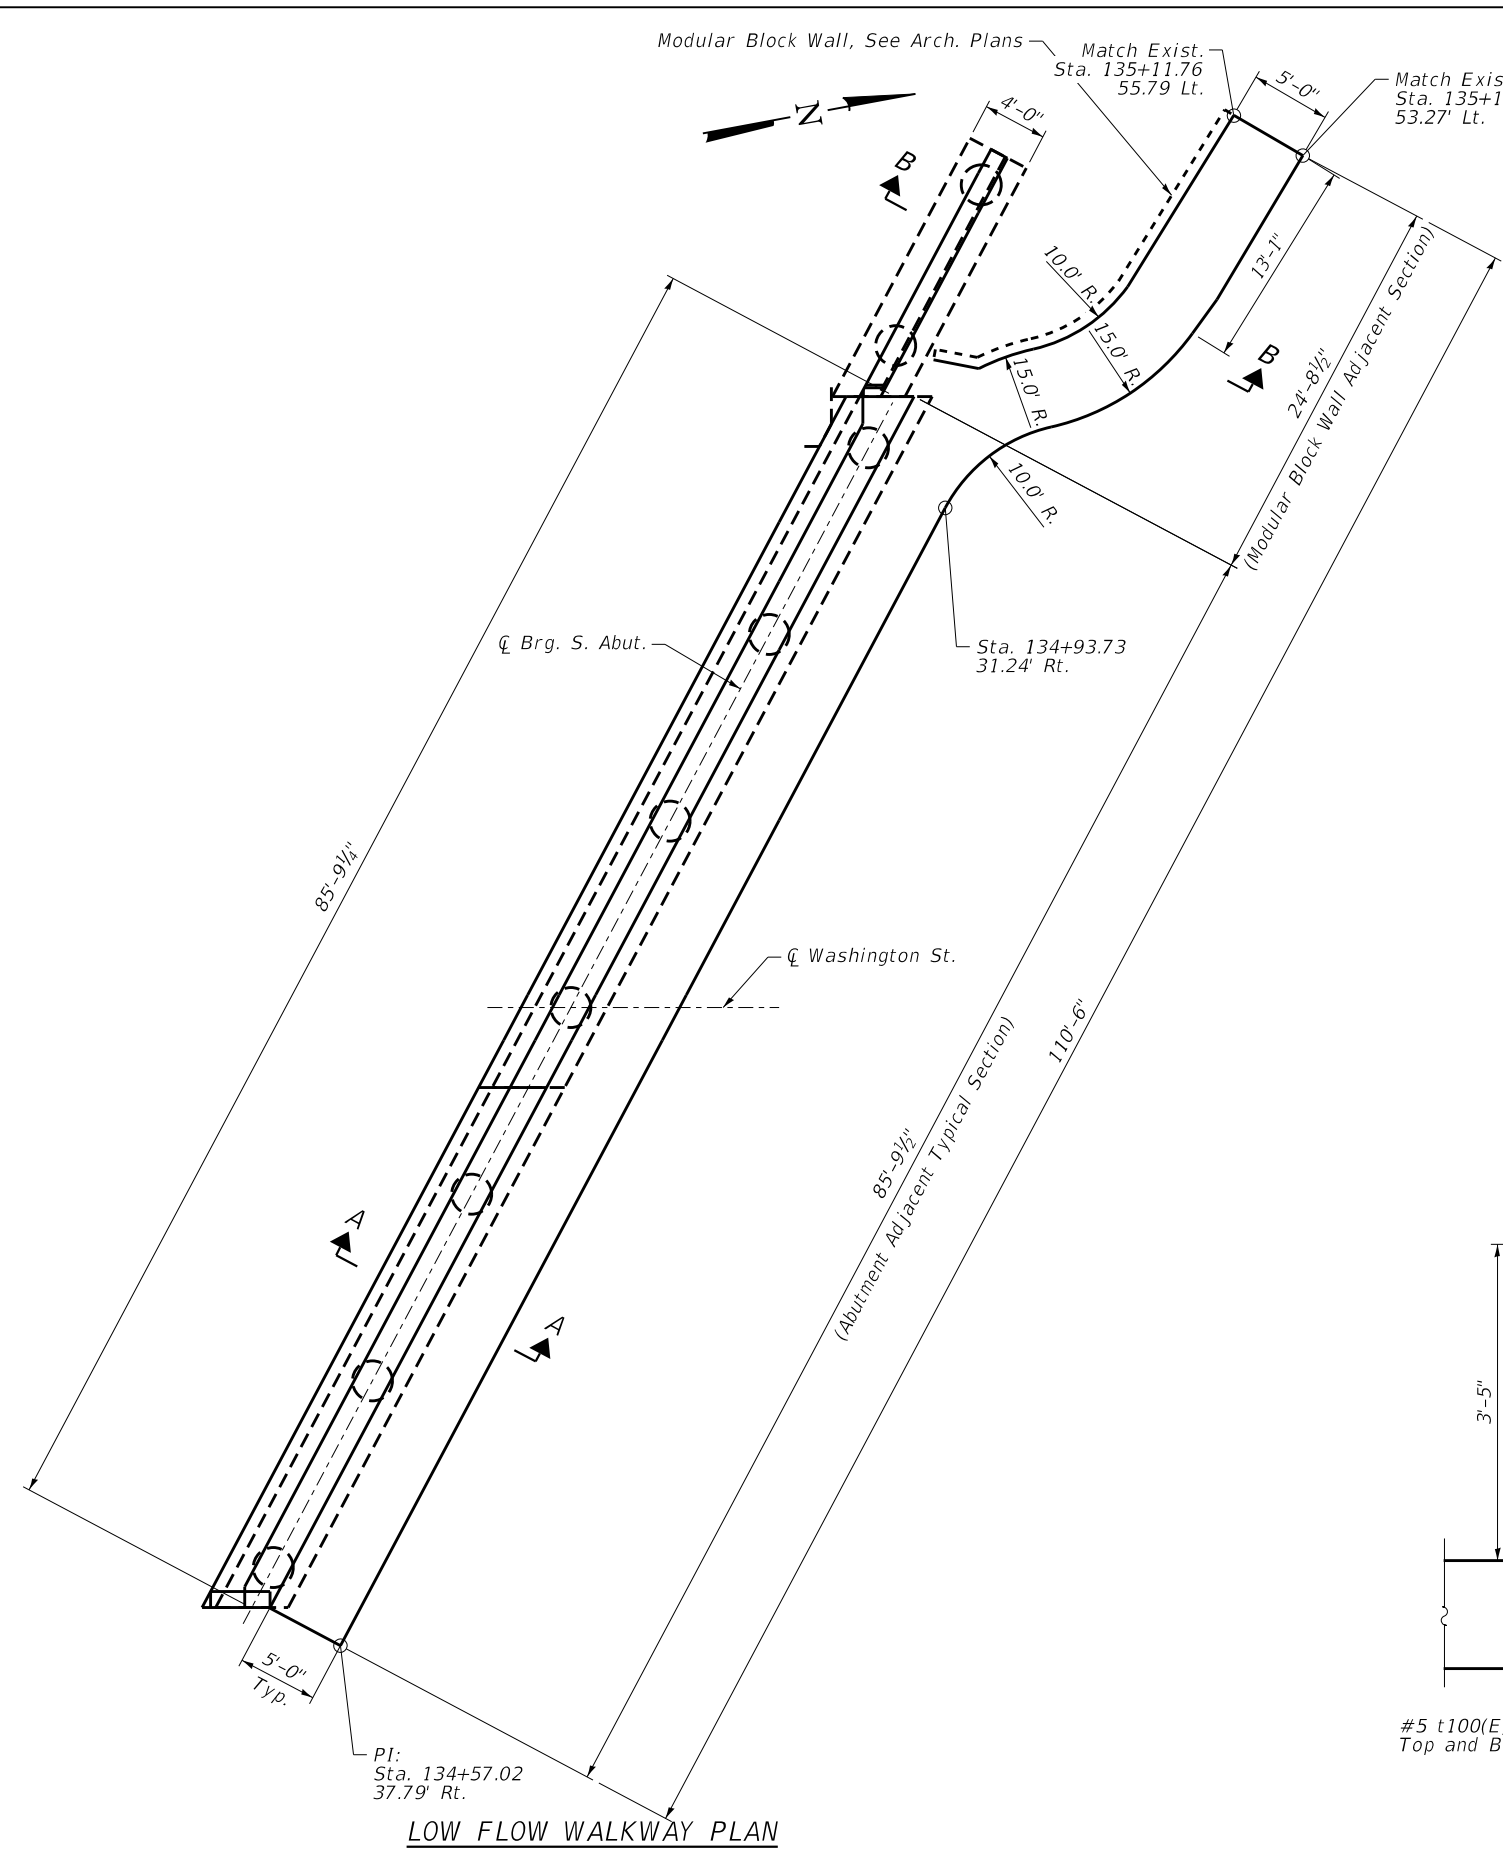 Modular Block Wall, See Arch. Plans
Match Exist.
Sta. 135+11.76
55.79 Lt.
5'-0"
Match Exis
Sta. 135+1
53.27' Lt.
N
4'-0"
B
10.0' R.
15.0' R.
15.0' R.
10.0' R.
13'-1"
B
24'-8½"
(Modular Block Wall Adjacent Section)
℄ Brg. S. Abut.
Sta. 134+93.73
31.24' Rt.
85'-9¼"
℄ Washington St.
110'-6"
85'-9½"
(Abutment Adjacent Typical Section)
A
A
3'-5"
5'-0"
Typ.
PI:
Sta. 134+57.02
37.79' Rt.
#5 t100(E
Top and B
LOW FLOW WALKWAY PLAN